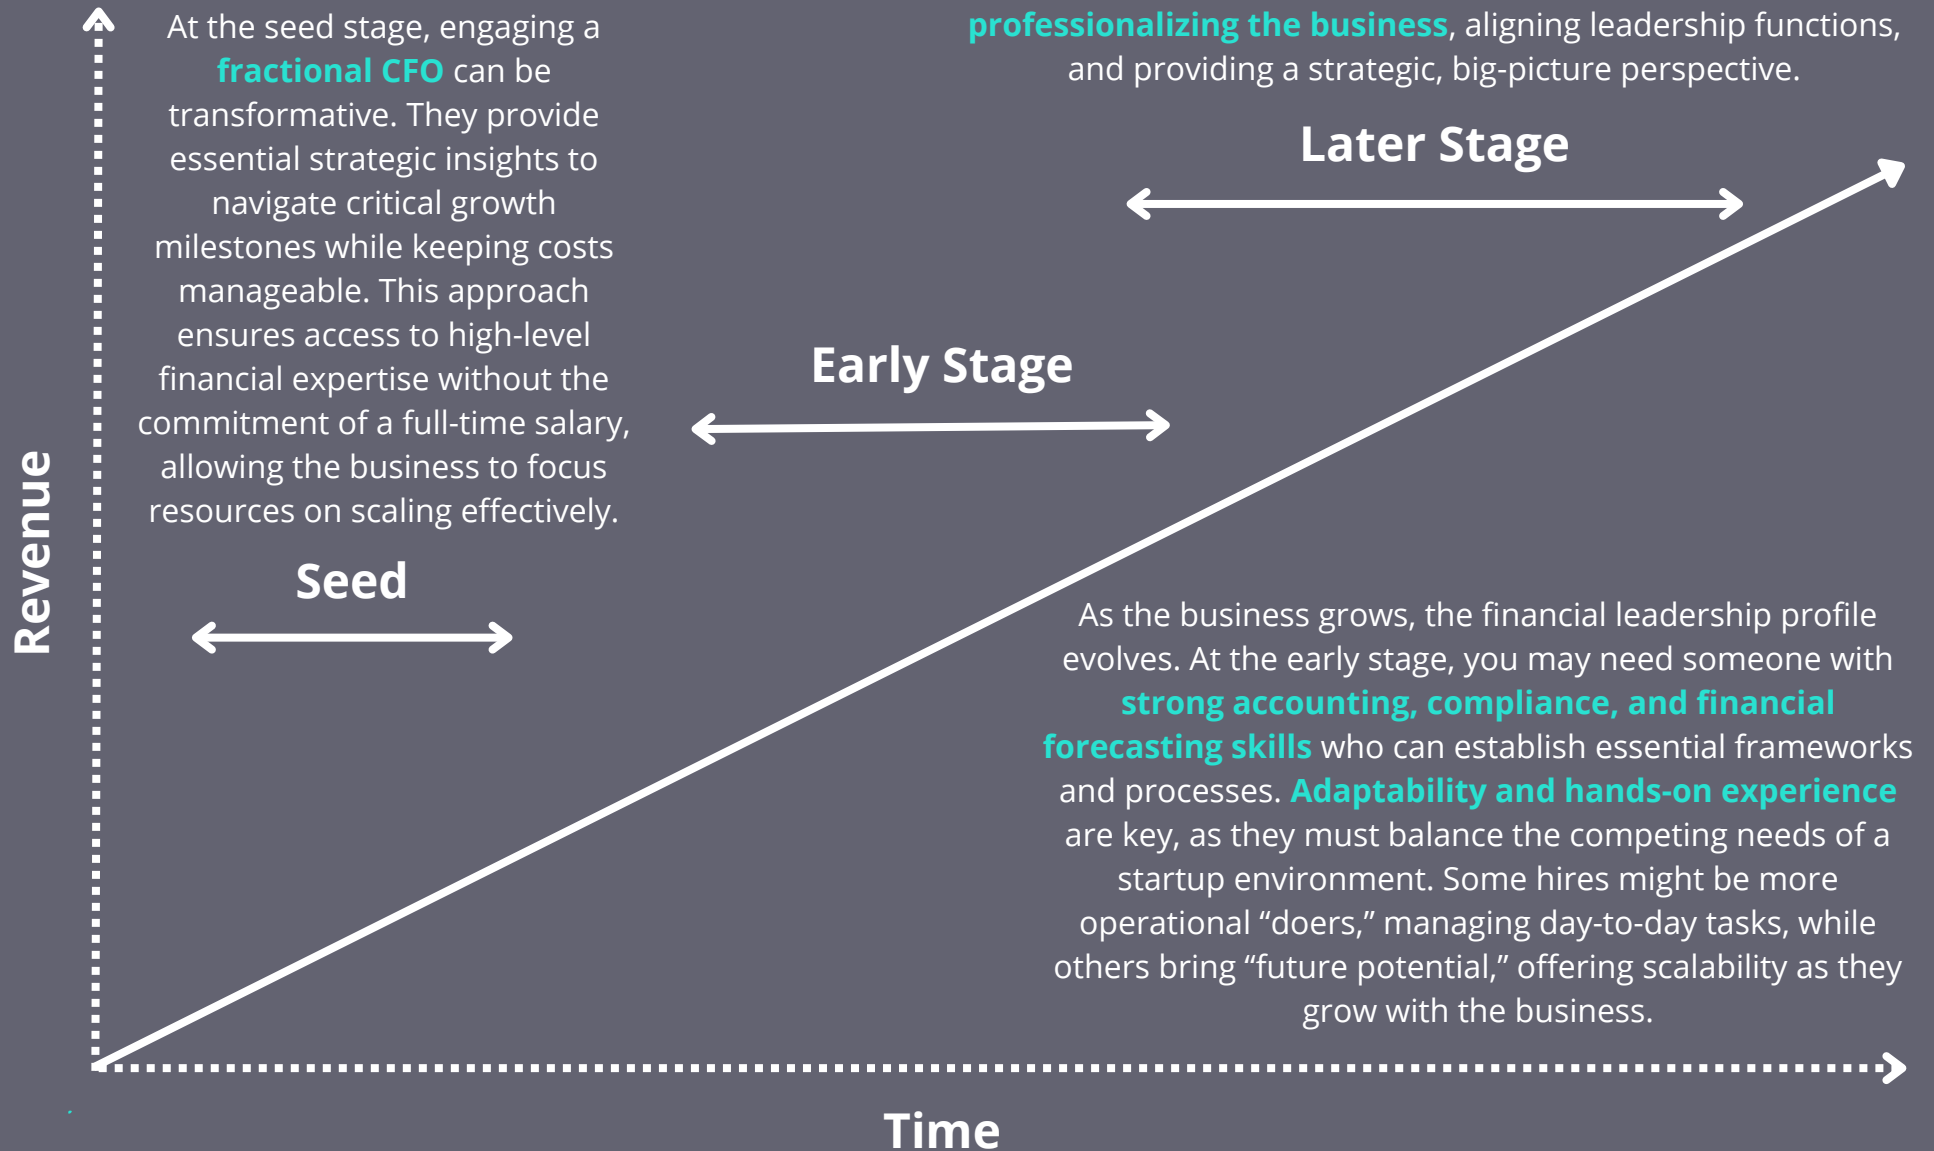 At the seed stage, engaging a
fractional CFO can be
transformative. They provide
essential strategic insights to
navigate critical growth
milestones while keeping costs
manageable. This approach
ensures access to high-level
financial expertise without the
commitment of a full-time salary,
allowing the business to focus
resources on scaling effectively.
Seed
professionalizing the business, aligning leadership functions,
and providing a strategic, big-picture perspective.
Later Stage
Early Stage
Revenue
As the business grows, the financial leadership profile
evolves. At the early stage, you may need someone with
strong accounting, compliance, and financial
forecasting skills who can establish essential frameworks
and processes. Adaptability and hands-on experience
are key, as they must balance the competing needs of a
startup environment. Some hires might be more
operational “doers,” managing day-to-day tasks, while
others bring “future potential,” offering scalability as they
grow with the business.
Time